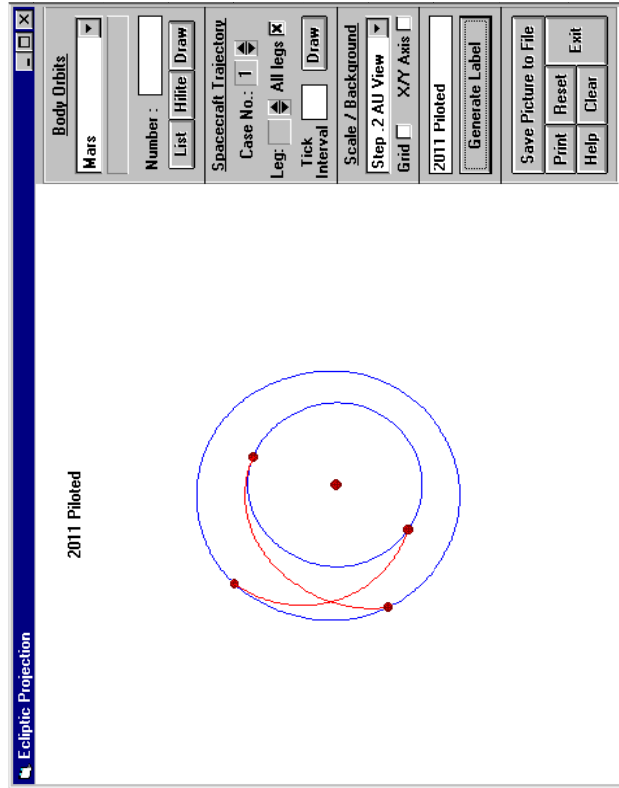 Ecliptic Projection
2011 Piloted
Body Orbits
Mars
Number :
List Hilite Draw
Spacecraft Trajectory
Case No.: 1
Leg: All legs
Tick
Interval Draw
Scale / Background
Step .2 AU View
Grid X/Y Axis
2011 Piloted
Generate Label
Save Picture to File
Print Reset Exit
Help Clear